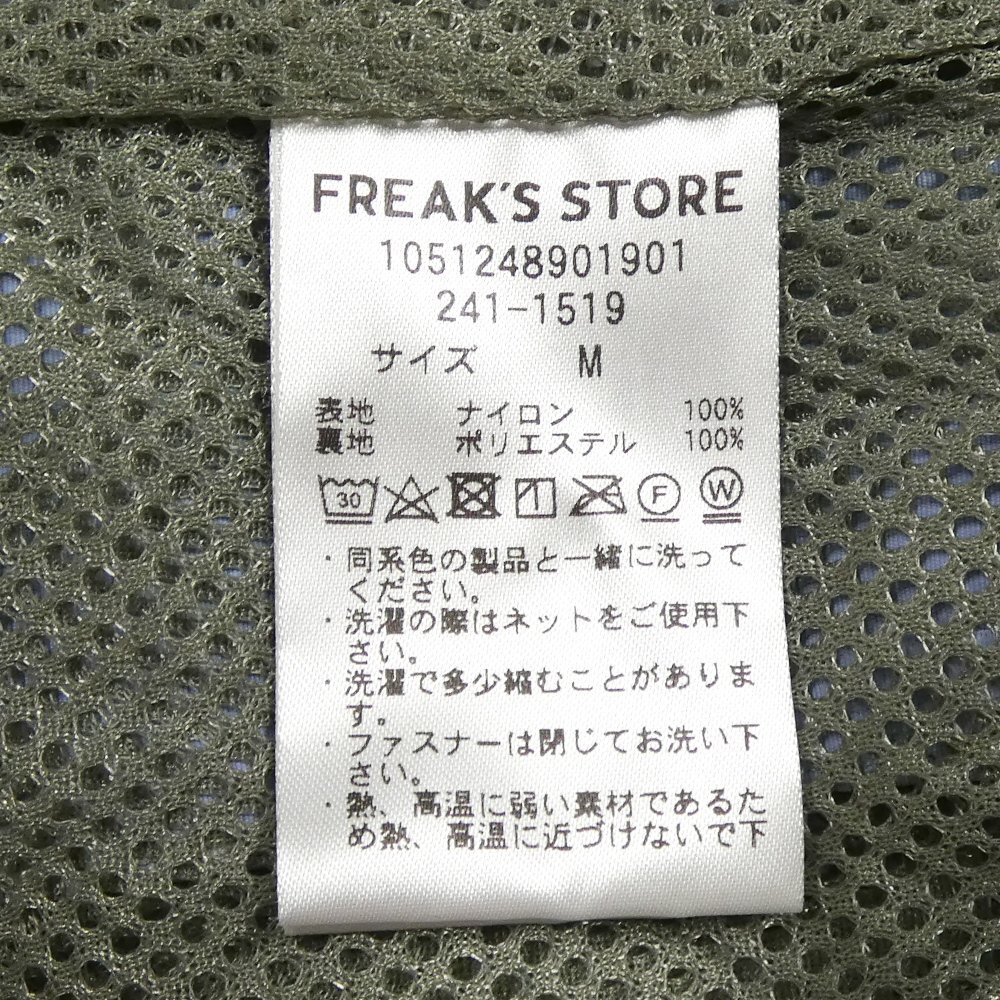 FREAK'S STORE
1051248901901
241-1519
サイズ M
表地 ナイロン 100%
裏地 ポリエステル 100%
30 F W
・同系色の製品と一緒に洗って
ください。
・洗濯の際はネットをご使用下
さい。
・洗濯で多少縮むことがありま
す。
・ファスナーは閉じてお洗い下
さい。
・熱、高温に弱い素材であるた
め熱、高温に近づけないで下